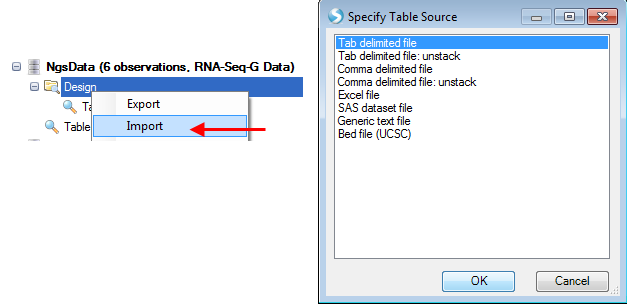 NgsData (6 observations, RNA-Seq-G Data)
Design
Export
Import
Table
Specify Table Source
Tab delimited file
Tab delimited file: unstack
Comma delimited file
Comma delimited file: unstack
Excel file
SAS dataset file
Generic text file
Bed file (UCSC)
OK
Cancel